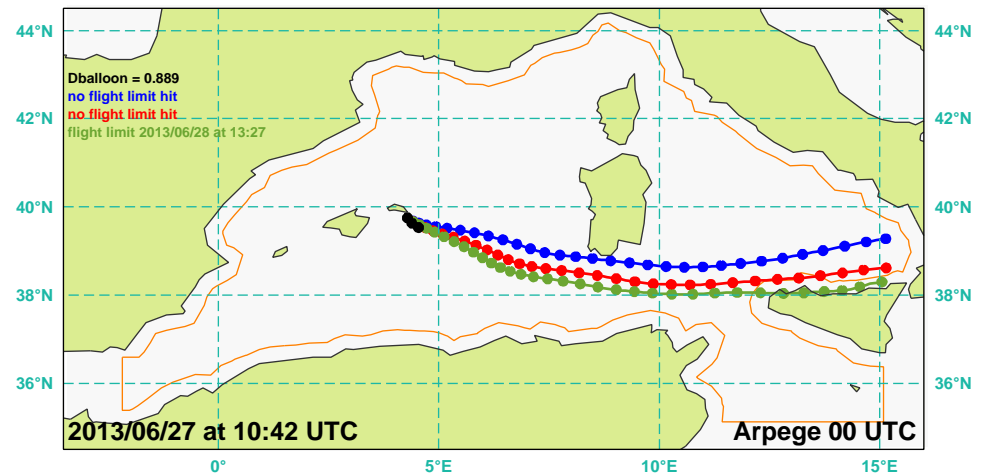 44°N
44°N
Dballoon = 0.889
no flight limit hit
no flight limit hit
flight limit 2013/06/28 at 13:27
42°N
42°N
40°N
40°N
38°N
38°N
36°N
36°N
2013/06/27 at 10:42 UTC
Arpege 00 UTC
0°
5°E
10°E
15°E